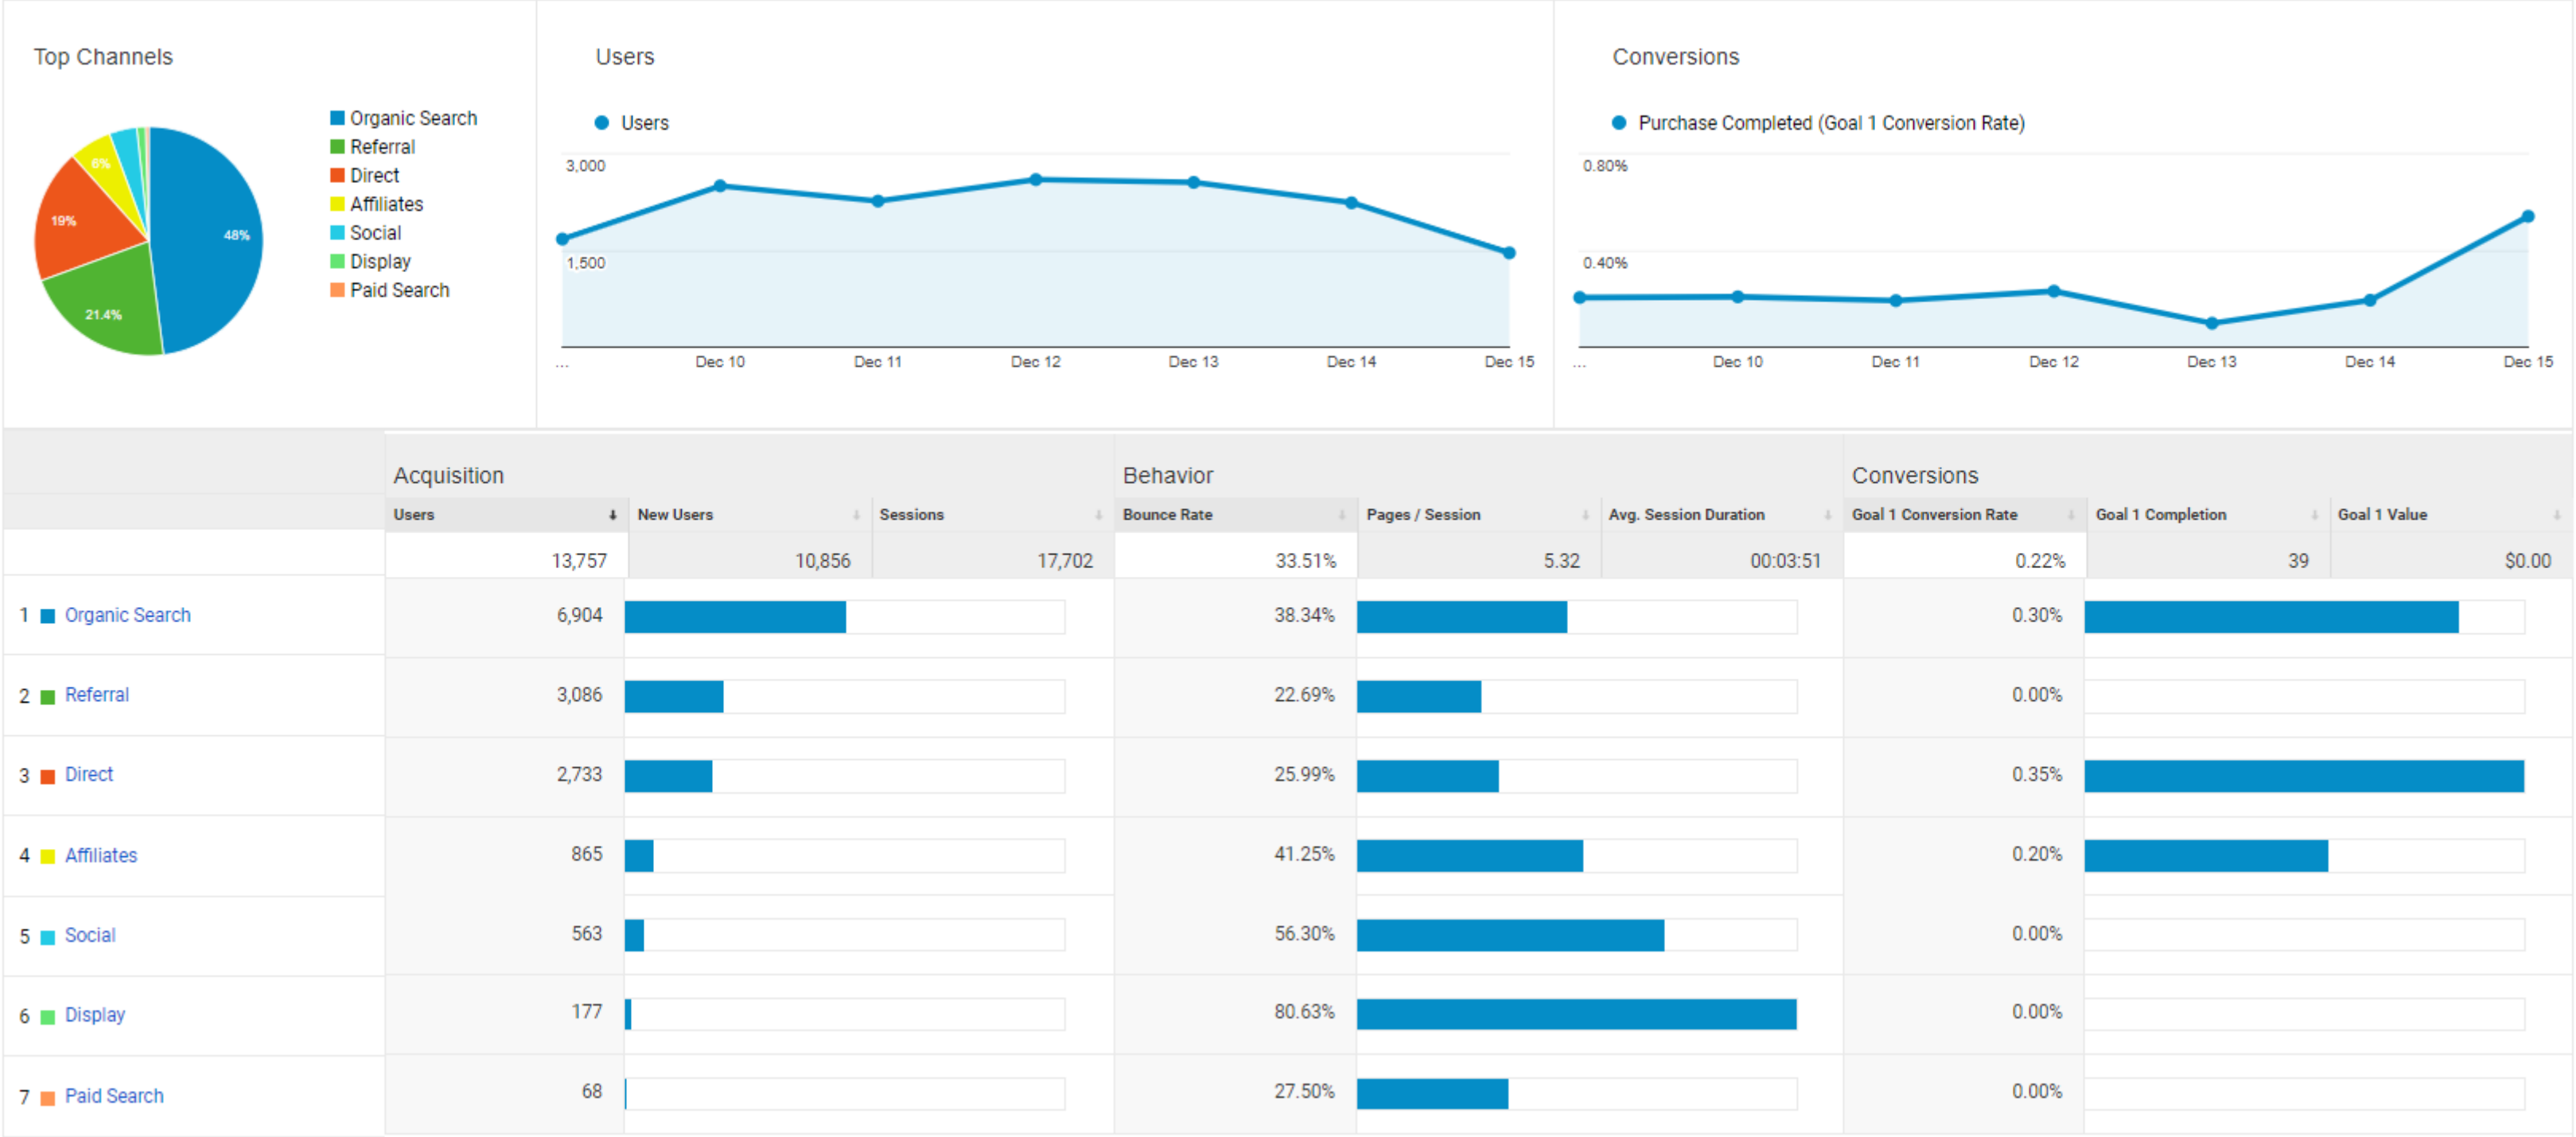 Top Channels
Organic Search
Referral
Direct
Affiliates
Social
Display
Paid Search
48%
21.4%
19%
6%
Users
Users
3,000
1,500
... Dec 10 Dec 11 Dec 12 Dec 13 Dec 14 Dec 15
Conversions
Purchase Completed (Goal 1 Conversion Rate)
0.80%
0.40%
... Dec 10 Dec 11 Dec 12 Dec 13 Dec 14 Dec 15
Acquisition Behavior Conversions
Users New Users Sessions Bounce Rate Pages / Session Avg. Session Duration Goal 1 Conversion Rate Goal 1 Completion Goal 1 Value
13,757 10,856 17,702 33.51% 5.32 00:03:51 0.22% 39 $0.00
1 Organic Search 6,904 38.34% 0.30%
2 Referral 3,086 22.69% 0.00%
3 Direct 2,733 25.99% 0.35%
4 Affiliates 865 41.25% 0.20%
5 Social 563 56.30% 0.00%
6 Display 177 80.63% 0.00%
7 Paid Search 68 27.50% 0.00%